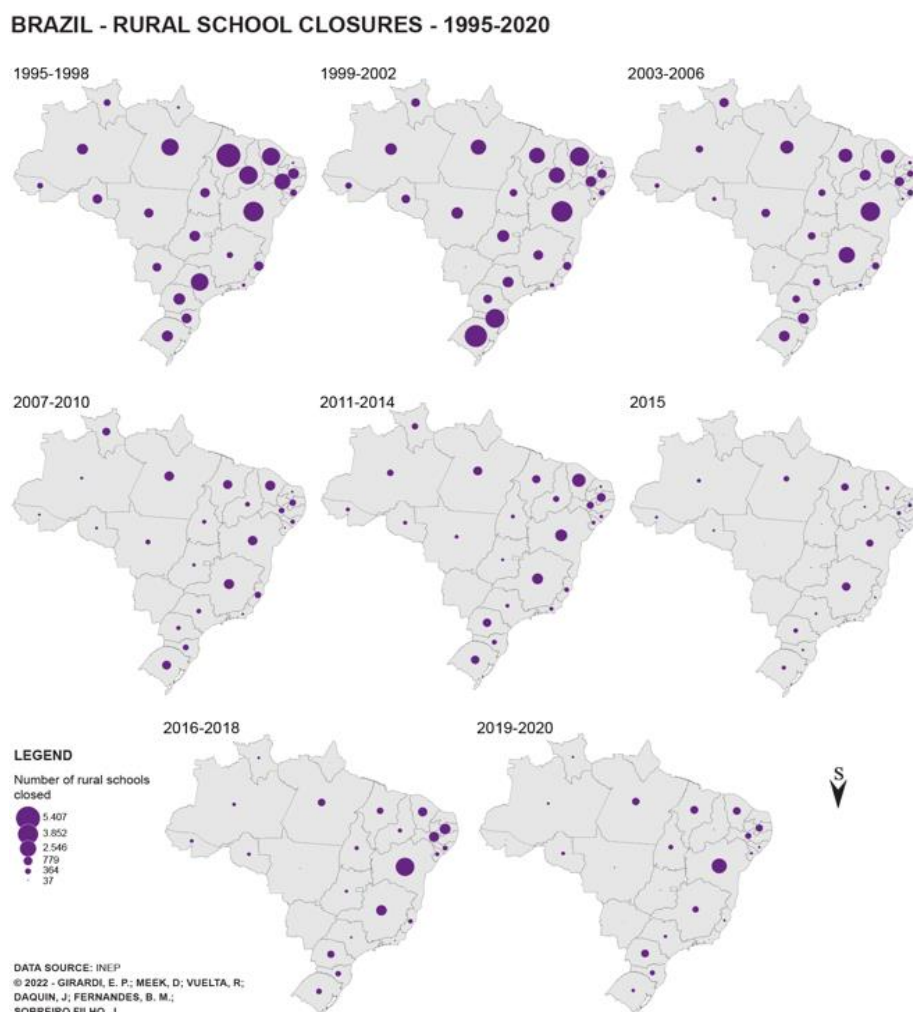 BRAZIL - RURAL SCHOOL CLOSURES - 1995-2020
1995-1998
1999-2002
2003-2006
2007-2010
2011-2014
2015
2016-2018
2019-2020
LEGEND
Number of rural schools
closed
5.407
3.852
2.546
779
364
37
S
DATA SOURCE: INEP
© 2022 - GIRARDI, E. P.; MEEK, D; VUELTA, R;
DAQUIN, J; FERNANDES, B. M.;
SOBREIRO FILHO, J.